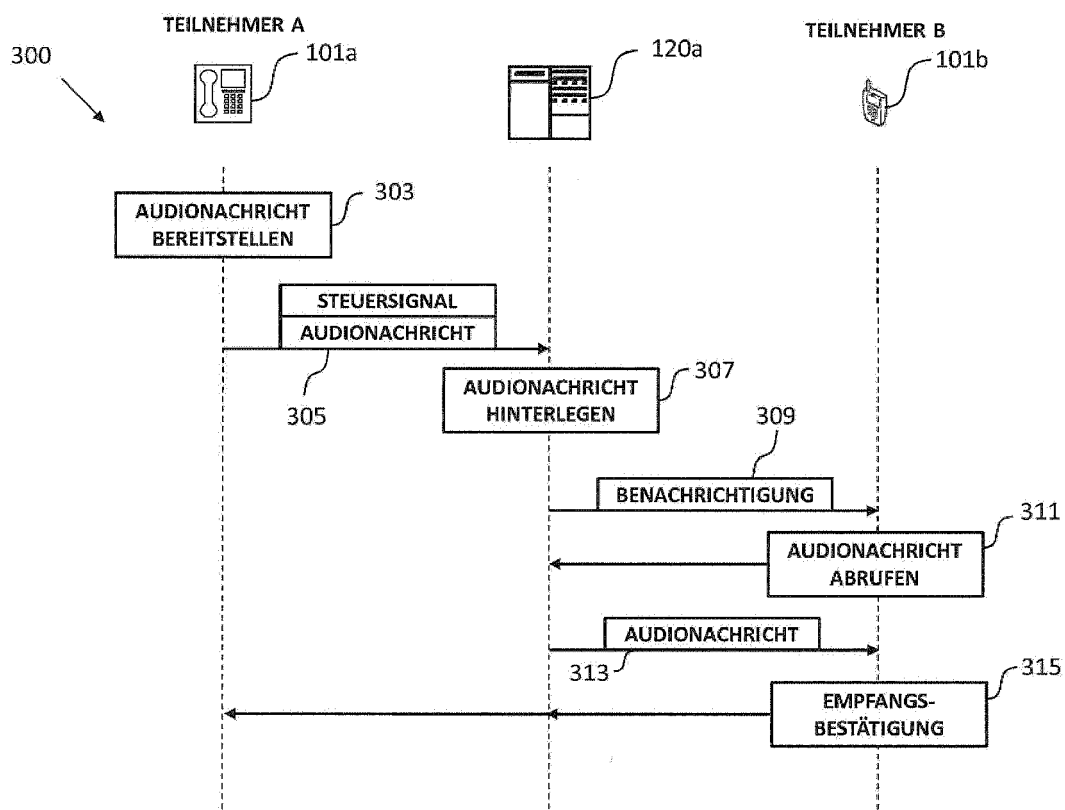 TEILNEHMER A
TEILNEHMER B
300
101a
120a
101b
303
AUDIONACHRICHT
BEREITSTELLEN
STEUERSIGNAL
AUDIONACHRICHT
305
AUDIONACHRICHT
HINTERLEGEN
307
309
BENACHRICHTIGUNG
311
AUDIONACHRICHT
ABRUFEN
AUDIONACHRICHT
313
315
EMPFANGS-
BESTÄTIGUNG